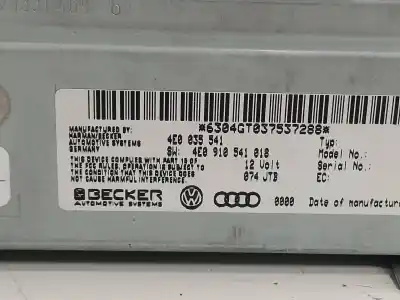 *6304GT037537288*
MANUFACTURED BY
HARMAN/BECKER
AUTOMOTIVE SYSTEMS
GERMANY
4E0 035 541
SW: 4E0 910 541 01B
12 Volt
074 JTB
Typ:
Model No.:
Serial No.:
EC:
THIS DEVICE COMPLIES WITH PART 15 OF
THE FCC RULES. OPERATION IS SUBJECT TO
THE CONDITION THAT THIS DEVICE DOES
NOT CAUSE HARMFUL INTERFERENCE.
BECKER
AUTOMOTIVE SYSTEMS
0000 Date of manufactur